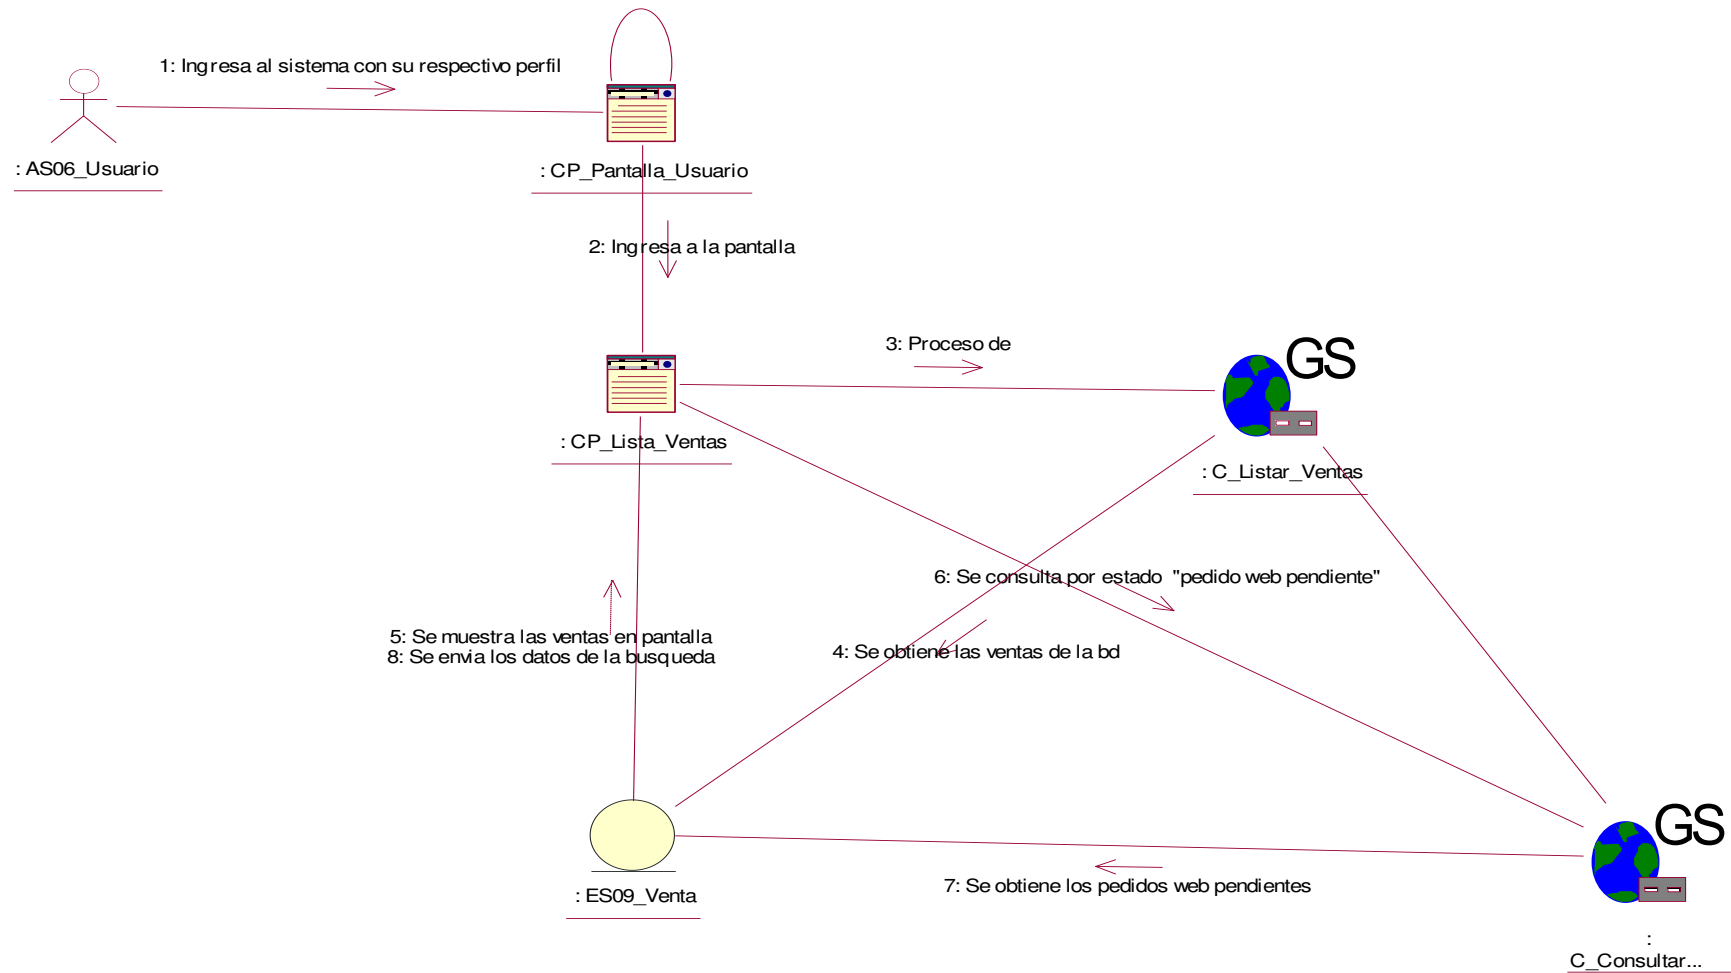 1: Ingresa al sistema con su respectivo perfil
: AS06_Usuario
: CP_Pantalla_Usuario
2: Ingresa a la pantalla
3: Proceso de
GS
: CP_Lista_Ventas
: C_Listar_Ventas
6: Se consulta por estado "pedido web pendiente"
5: Se muestra las ventas en pantalla
8: Se envia los datos de la busqueda
4: Se obtiene las ventas de la bd
GS
7: Se obtiene los pedidos web pendientes
: ES09_Venta
:
C_Consultar...